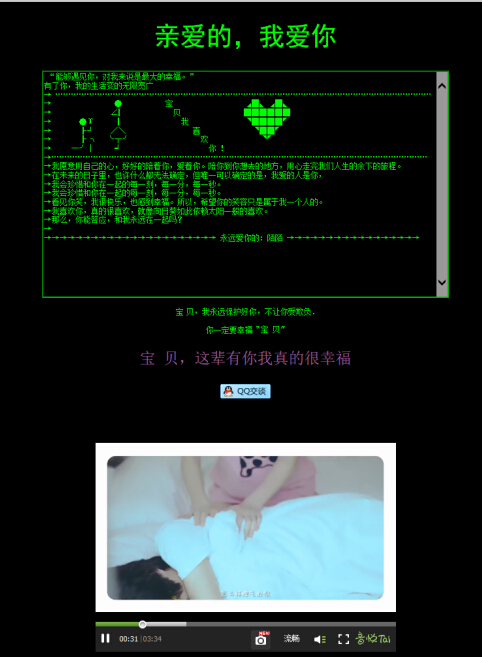 亲爱的，我爱你
“能够遇见你，对我来说是最大的幸福。”
有了你，我的生活变的无限宽广
宝
贝
我
喜
欢
你！
→我愿意用自己的心，好好的陪着你，爱着你。陪你到你想去的地方，用心走完我们人生的余下的旅程。
→在未来的日子里，也许什么都无法确定，但唯一可以确定的是，我爱的人是你，
→我会珍惜和你在一起的每一刻，每一分，每一秒。
→我会珍惜和你在一起的每一刻，每一分，每一秒。
→看见你笑，我很快乐，也感到幸福。所以，希望你的笑容只是属于我一个人的。
→我喜欢你，真的很喜欢，就像向日葵如此依赖太阳一般的喜欢。
→那么，你能答应，和我永远在一起吗？
永远爱你的：陌陌
宝 贝，我永远保护好你，不让你受欺负.
你一定要幸福“宝 贝”
宝 贝，这辈有你我真的很幸福
QQ交谈
00:31|03:34
NEW
流畅
音悦Tai